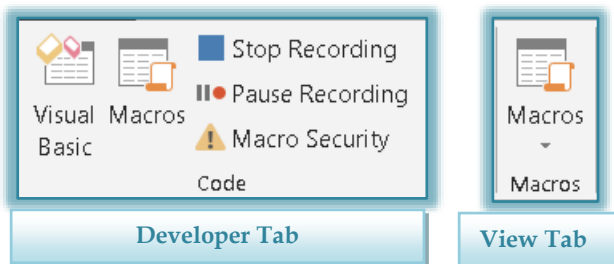 Visual Basic
Macros
Stop Recording
Pause Recording
Macro Security
Code
Developer Tab
Macros
Macros
View Tab